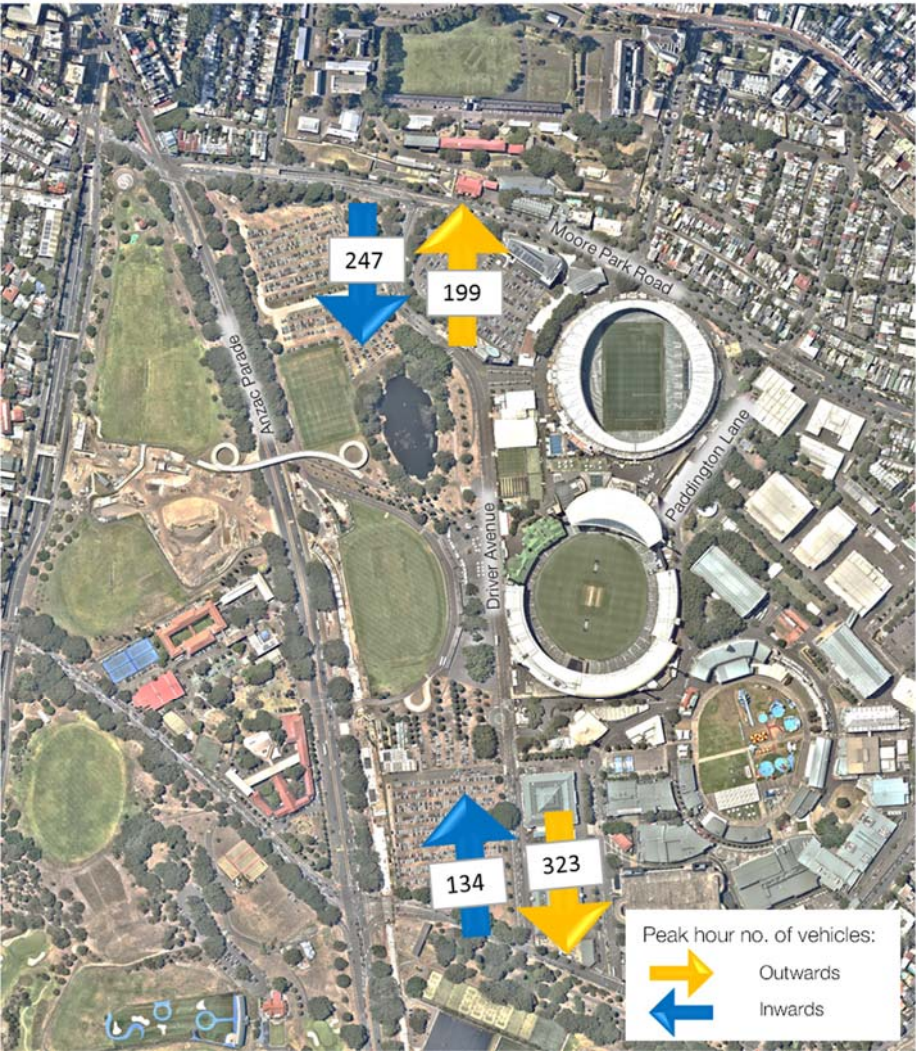 247
199
Moore Park Road
Anzac Parade
Paddington Lane
Driver Avenue
134
323
Peak hour no. of vehicles:
Outwards
Inwards